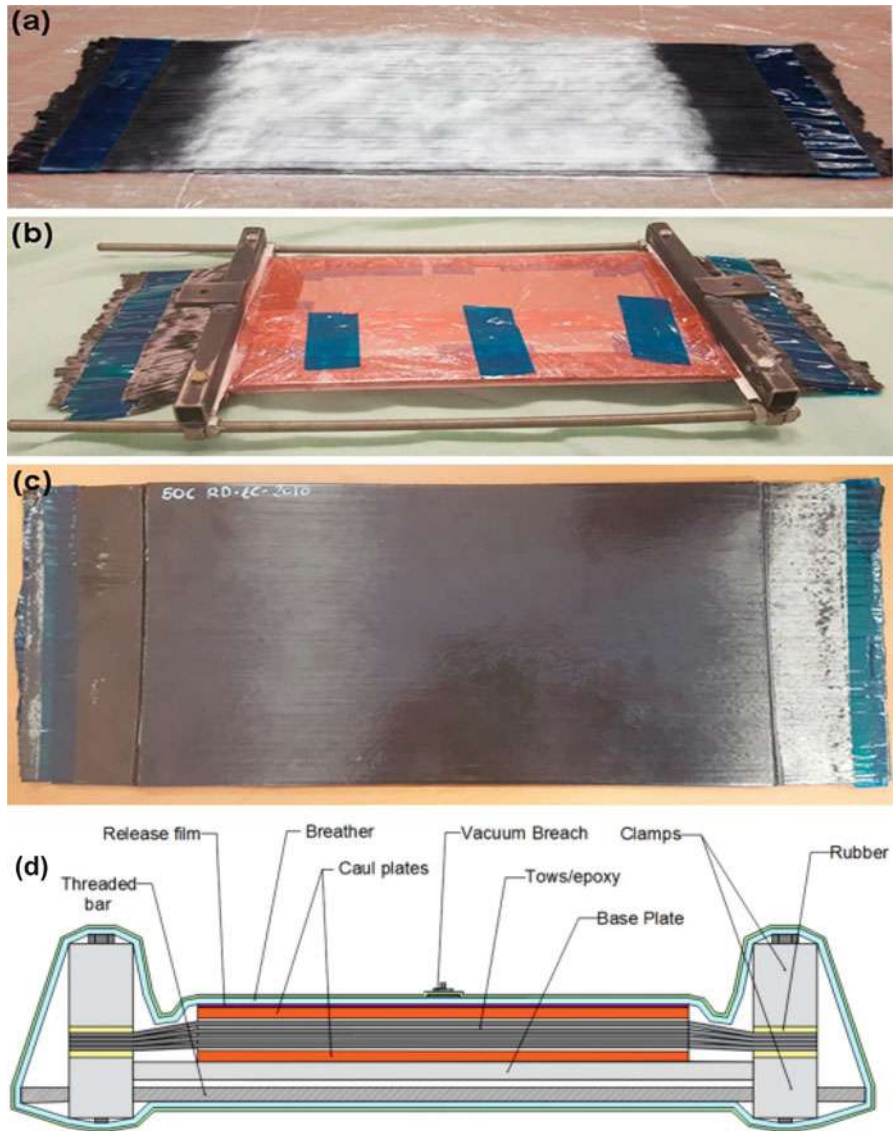 (a)
(b)
(c)
50C RD-EC-2010
(d)
Release film
Breather
Vacuum Breach
Clamps
Rubber
Threaded bar
Caul plates
Tows/epoxy
Base Plate